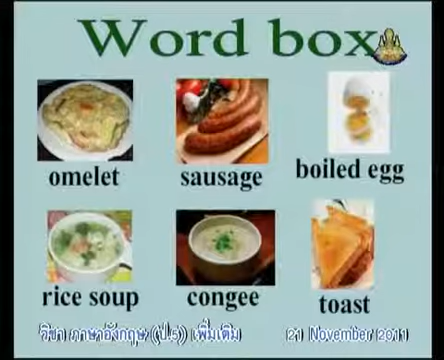 Word box
omelet sausage boiled egg
rice soup congee toast
วิชา ภาษาอังกฤษ (ป.5) เพิ่มเติม 21 November 2011